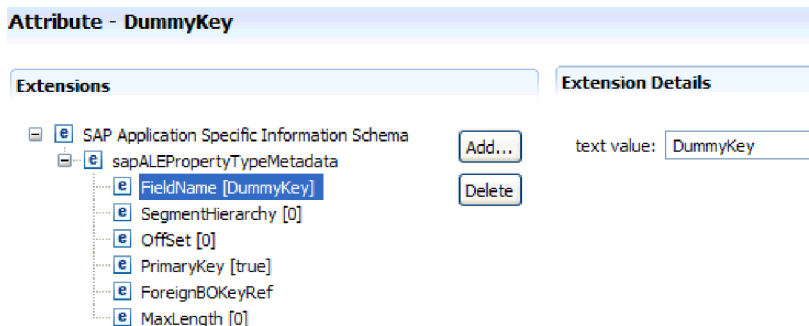 Attribute - DummyKey
Extensions
Extension Details
SAP Application Specific Information Schema
Add...
text value: DummyKey
sapALEPropertyTypeMetadata
FieldName [DummyKey]
Delete
SegmentHierarchy [0]
OffSet [0]
PrimaryKey [true]
ForeignBOKeyRef
MaxLength [0]